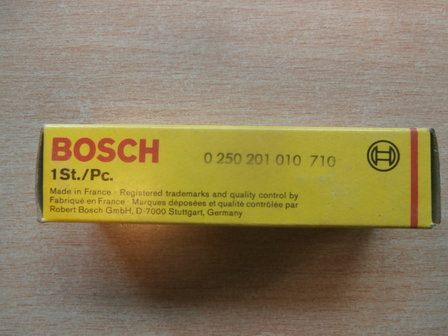 BOSCH 0 250 201 010 710
1St./Pc.
Made in France · Registered trademarks and quality control by
Fabriqué en France · Marques déposées et qualité contrôlée par
Robert Bosch GmbH, D-7000 Stuttgart, Germany